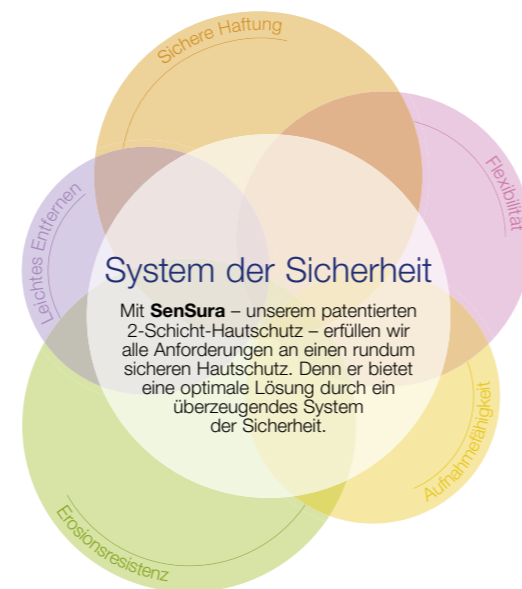 Sichere Haftung
Flexibilität
Leichtes Entfernen
System der Sicherheit
Mit SenSura – unserem patentierten
2-Schicht-Hautschutz – erfüllen wir
alle Anforderungen an einen rundum
sicheren Hautschutz. Denn er bietet
eine optimale Lösung durch ein
überzeugendes System
der Sicherheit.
Aufnahmefähigkeit
Erosionsresistenz